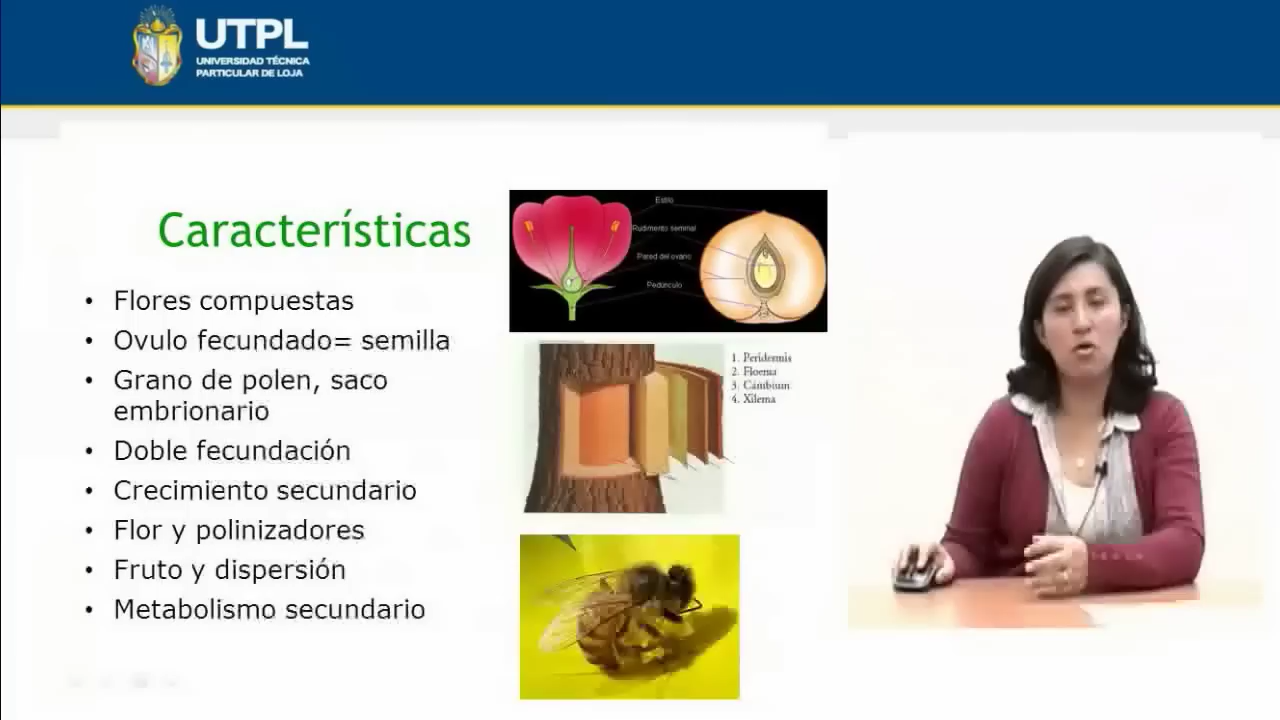 UTPL
UNIVERSIDAD TÉCNICA
PARTICULAR DE LOJA
Características
• Flores compuestas
• Ovulo fecundado= semilla
• Grano de polen, saco
embrionario
• Doble fecundación
• Crecimiento secundario
• Flor y polinizadores
• Fruto y dispersión
• Metabolismo secundario
Estilo
Rudimento seminal
Pared del ovario
Pedúnculo
1. Peridermis
2. Floema
3. Cambium
4. Xilema